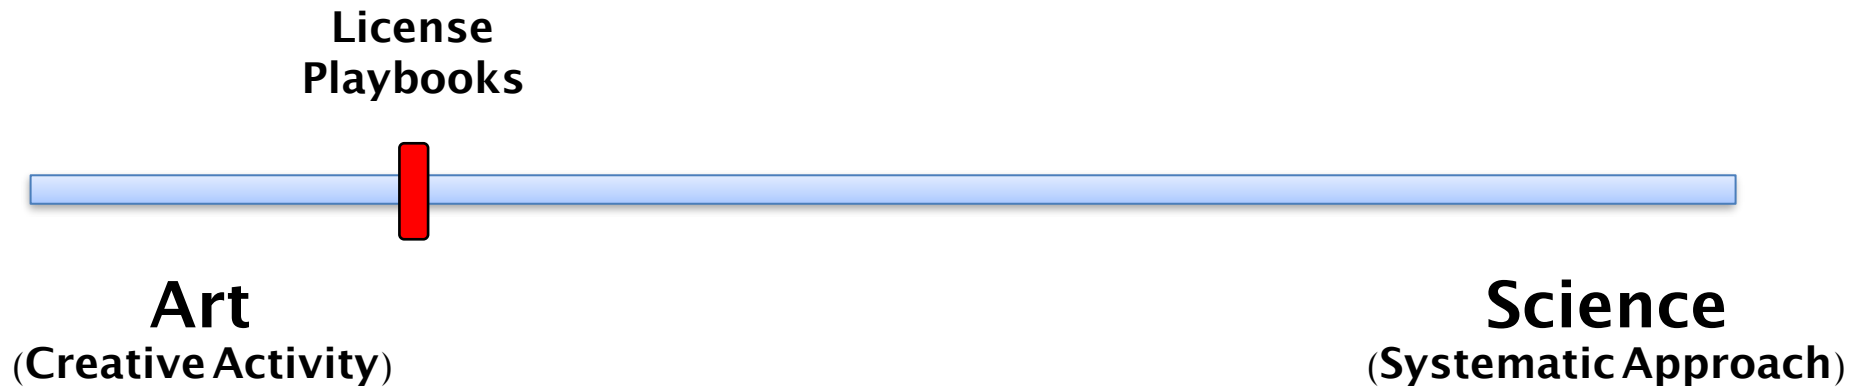 License
Playbooks
Art
(Creative Activity)
Science
(Systematic Approach)